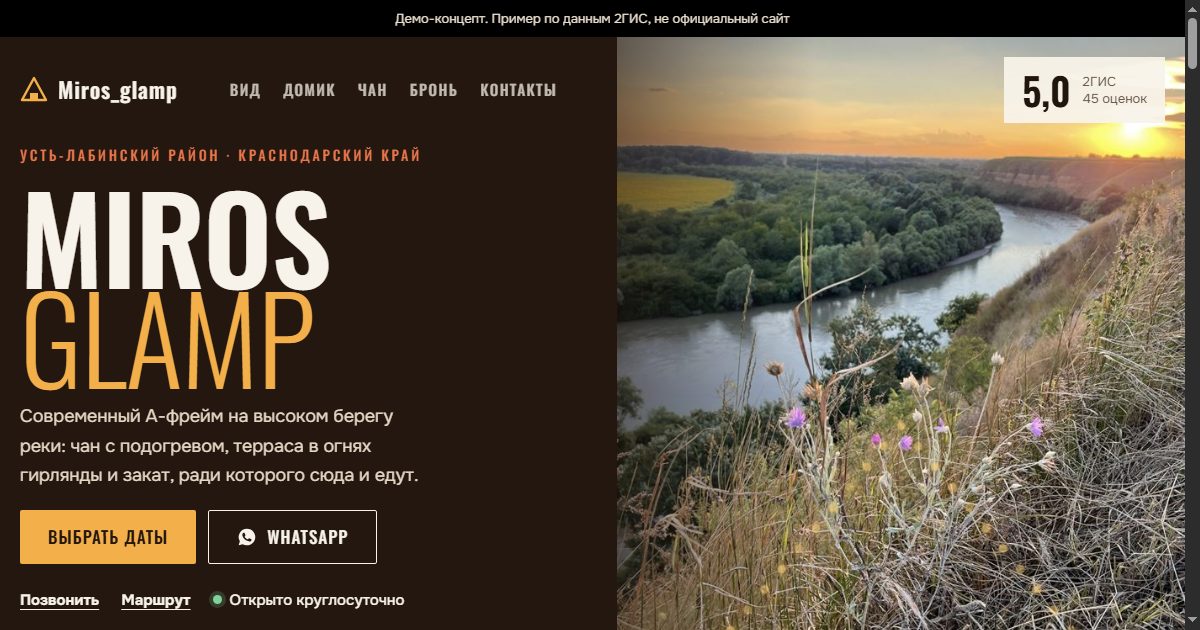 Демо-концепт. Пример по данным 2ГИС, не официальный сайт
Miros_glamp
ВИД ДОМИК ЧАН БРОНЬ КОНТАКТЫ
5,0
2ГИС
45 оценок
УСТЬ-ЛАБИНСКИЙ РАЙОН · КРАСНОДАРСКИЙ КРАЙ
MIROS
GLAMP
Современный А-фрейм на высоком берегу
реки: чан с подогревом, терраса в огнях
гирлянды и закат, ради которого сюда и едут.
ВЫБРАТЬ ДАТЫ
WHATSAPP
Позвонить Маршрут Открыто круглосуточно